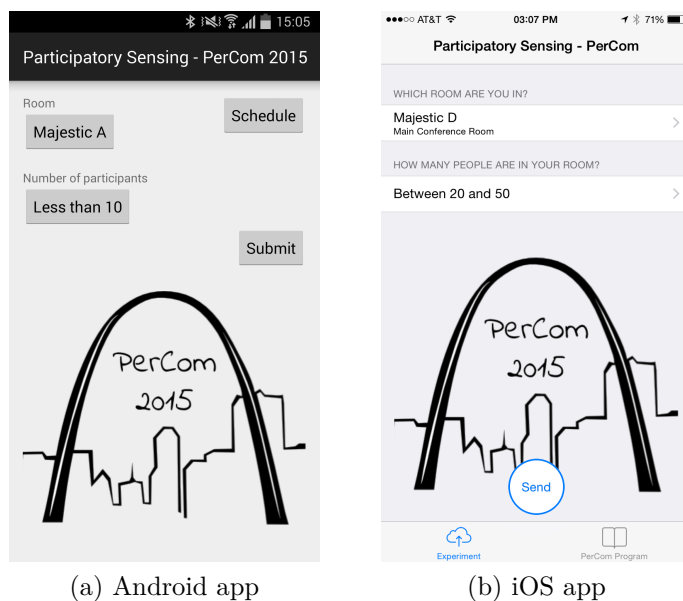 15:05
Participatory Sensing - PerCom 2015
Room
Majestic A
Schedule
Number of participants
Less than 10
Submit
PerCom
2015
(a) Android app
AT&T 03:07 PM 71%
Participatory Sensing - PerCom
WHICH ROOM ARE YOU IN?
Majestic D
Main Conference Room
HOW MANY PEOPLE ARE IN YOUR ROOM?
Between 20 and 50
PerCom
2015
Send
Experiment
PerCom Program
(b) iOS app